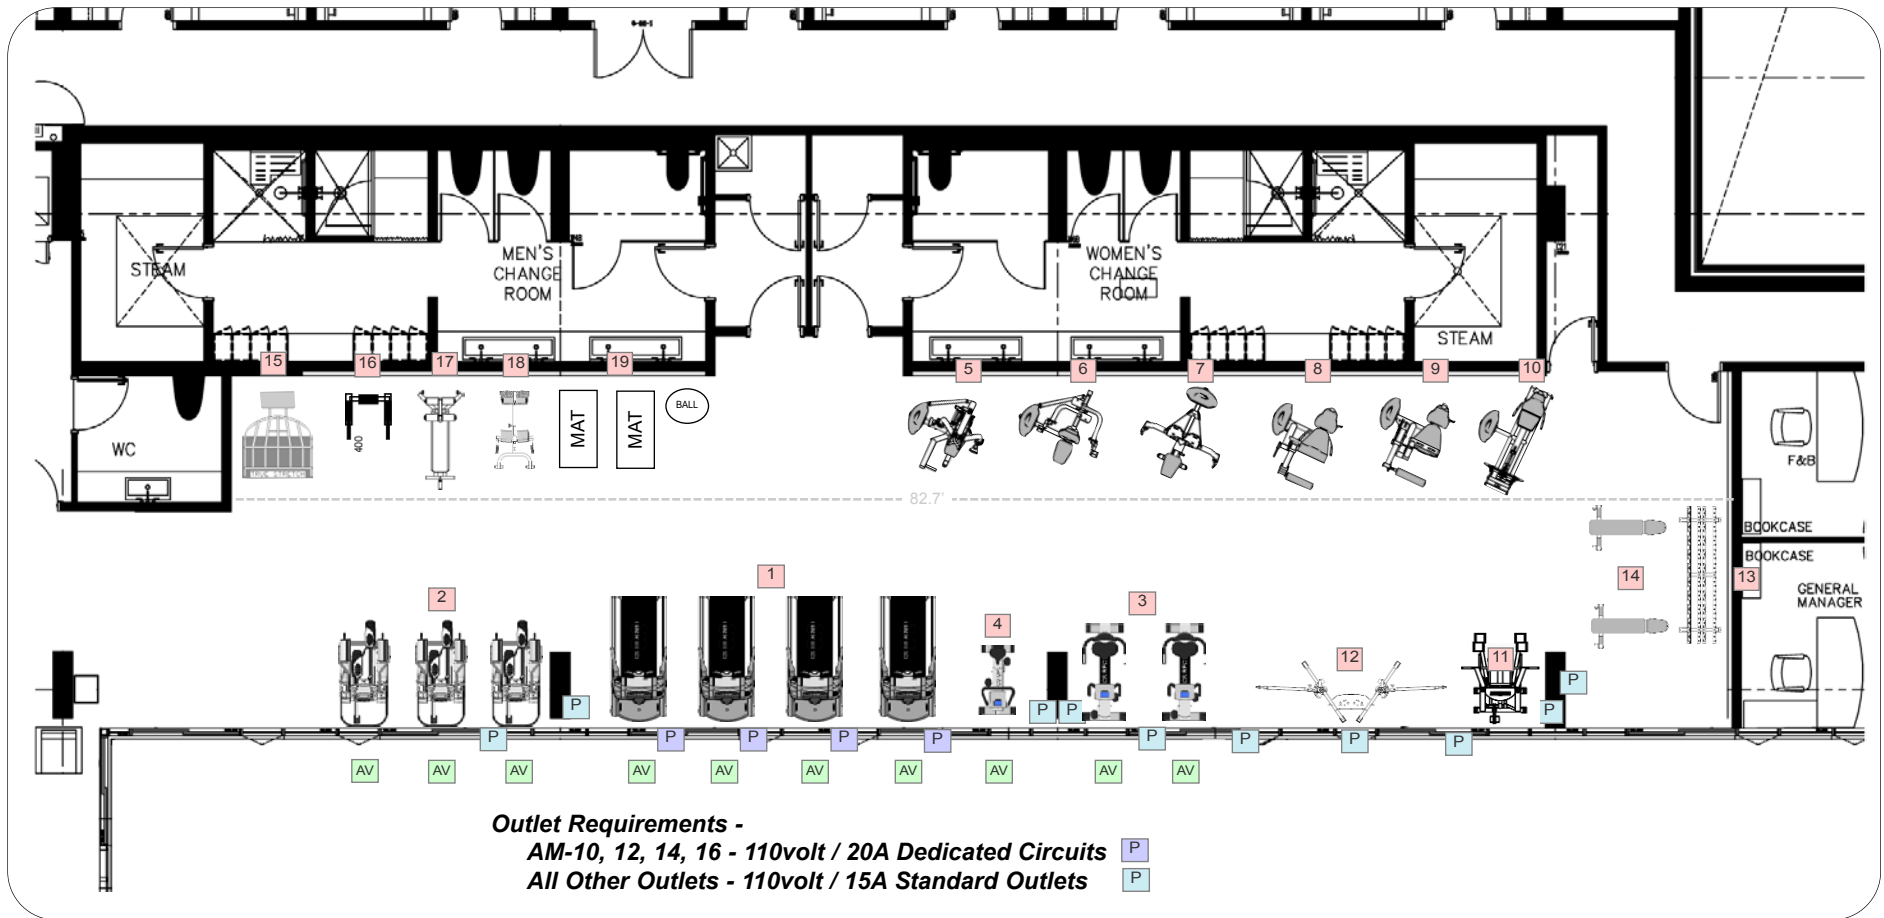 STEAM
MEN'S
CHANGE
ROOM
WOMEN'S
CHANGE
ROOM
STEAM
15
16
17
18
19
5
6
7
8
9
10
WC
TRUE STRETCH
400
MAT
MAT
BALL
F&B
82.7'
BOOKCASE
BOOKCASE
GENERAL
MANAGER
13
14
1
2
3
4
12
11
P
P
P
P
P
P
P
P
P
P
P
P
P
P
AV
AV
AV
AV
AV
AV
AV
AV
AV
AV
Outlet Requirements -
AM-10, 12, 14, 16 - 110volt / 20A Dedicated Circuits P
All Other Outlets - 110volt / 15A Standard Outlets P